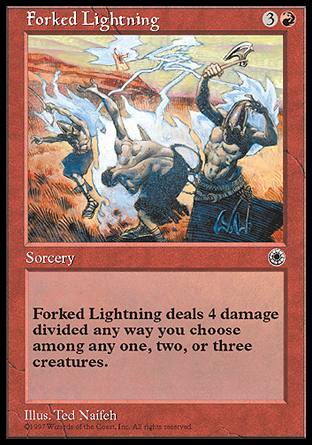 Forked Lightning 3
Sorcery
Forked Lightning deals 4 damage
divided any way you choose
among any one, two, or three
creatures.
Illus. Ted Naifeh
©1997 Wizards of the Coast, Inc. All rights reserved.